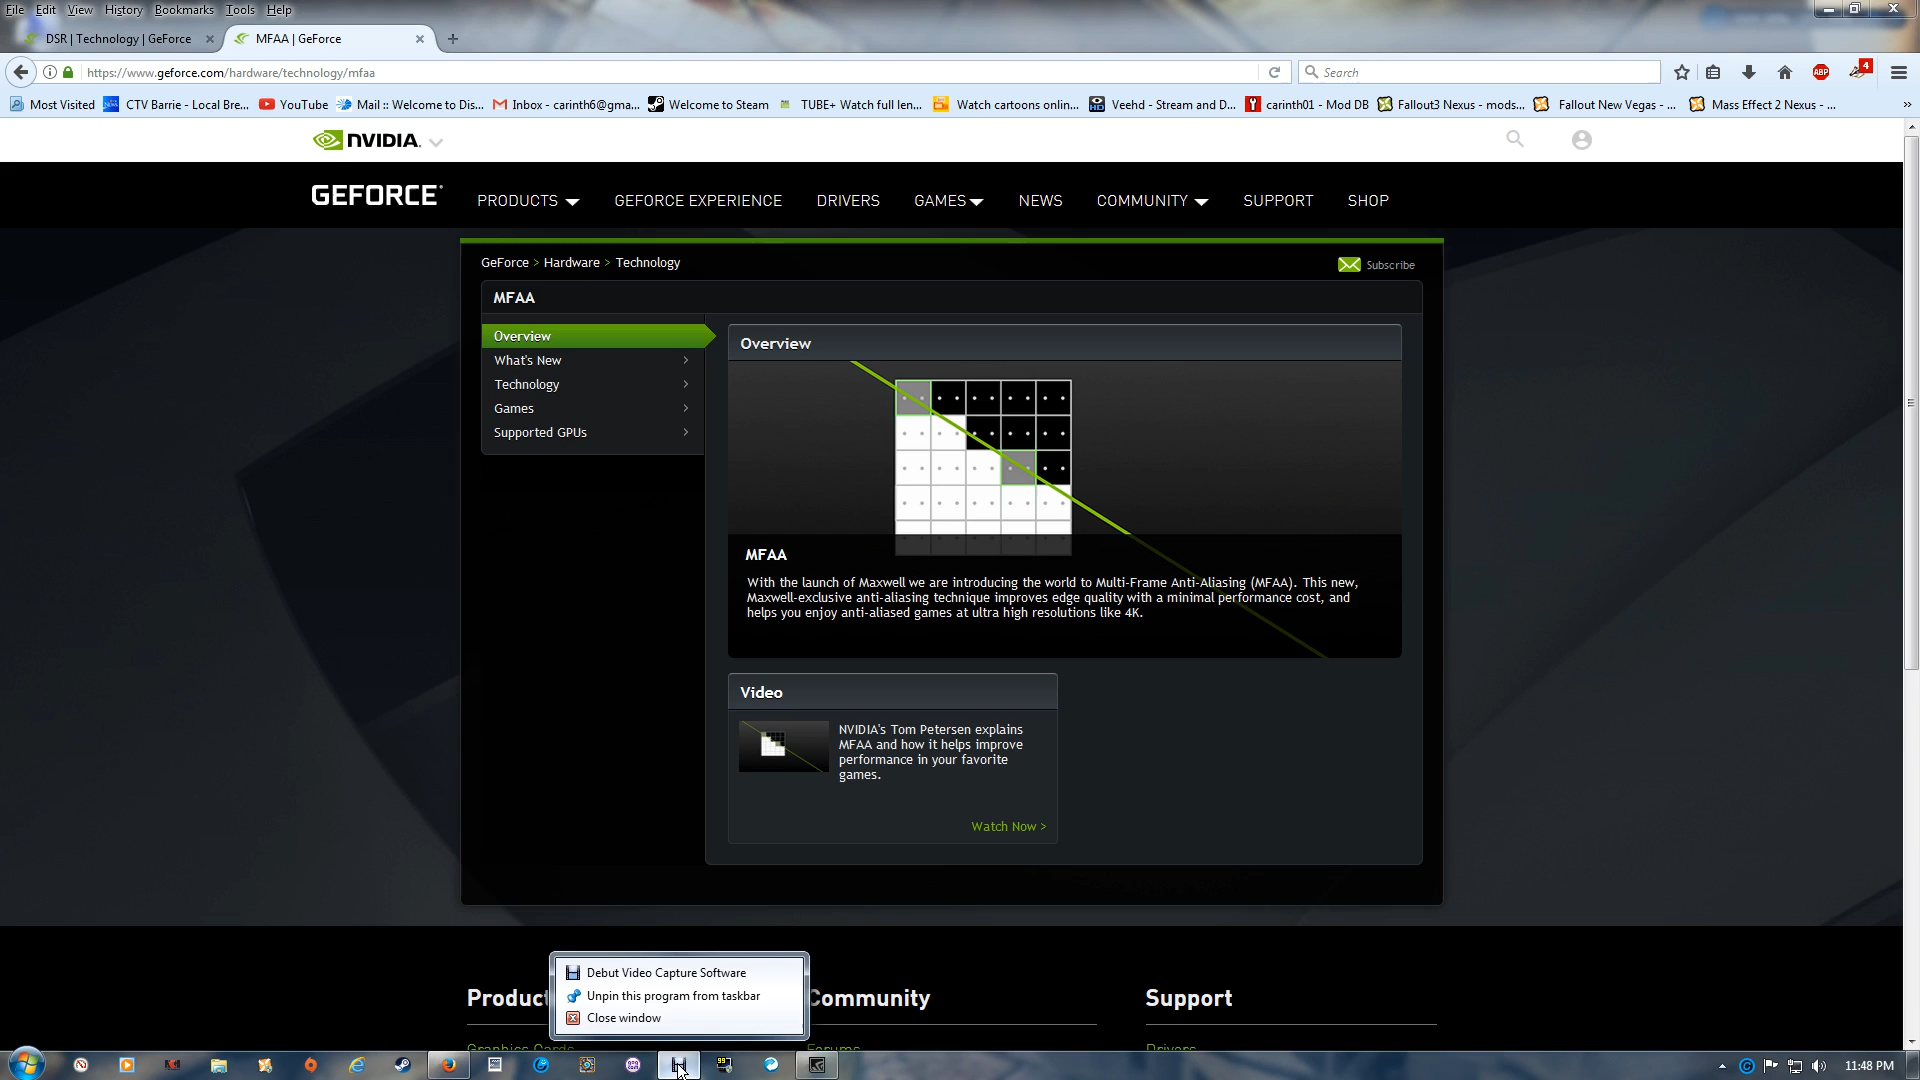 File Edit View History Bookmarks Tools Help
DSR | Technology | GeForce
MFAA | GeForce
https://www.geforce.com/hardware/technology/mfaa
Search
ABP
4
Most Visited
CTV Barrie - Local Bre...
YouTube
Mail :: Welcome to Dis...
Inbox - carinth6@gma...
Welcome to Steam
TUBE+ Watch full len...
Watch cartoons onlin...
Veehd - Stream and D...
carinth01 - Mod DB
Fallout3 Nexus - mods...
Fallout New Vegas - ...
Mass Effect 2 Nexus - ...
NVIDIA.
GEFORCE
PRODUCTS
GEFORCE EXPERIENCE
DRIVERS
GAMES
NEWS
COMMUNITY
SUPPORT
SHOP
GeForce > Hardware > Technology
Subscribe
MFAA
Overview
What's New
Technology
Games
Supported GPUs
Overview
MFAA
With the launch of Maxwell we are introducing the world to Multi-Frame Anti-Aliasing (MFAA). This new,
Maxwell-exclusive anti-aliasing technique improves edge quality with a minimal performance cost, and
helps you enjoy anti-aliased games at ultra high resolutions like 4K.
Video
NVIDIA's Tom Petersen explains
MFAA and how it helps improve
performance in your favorite
games.
Watch Now >
Community
Support
Debut Video Capture Software
Unpin this program from taskbar
Close window
11:48 PM